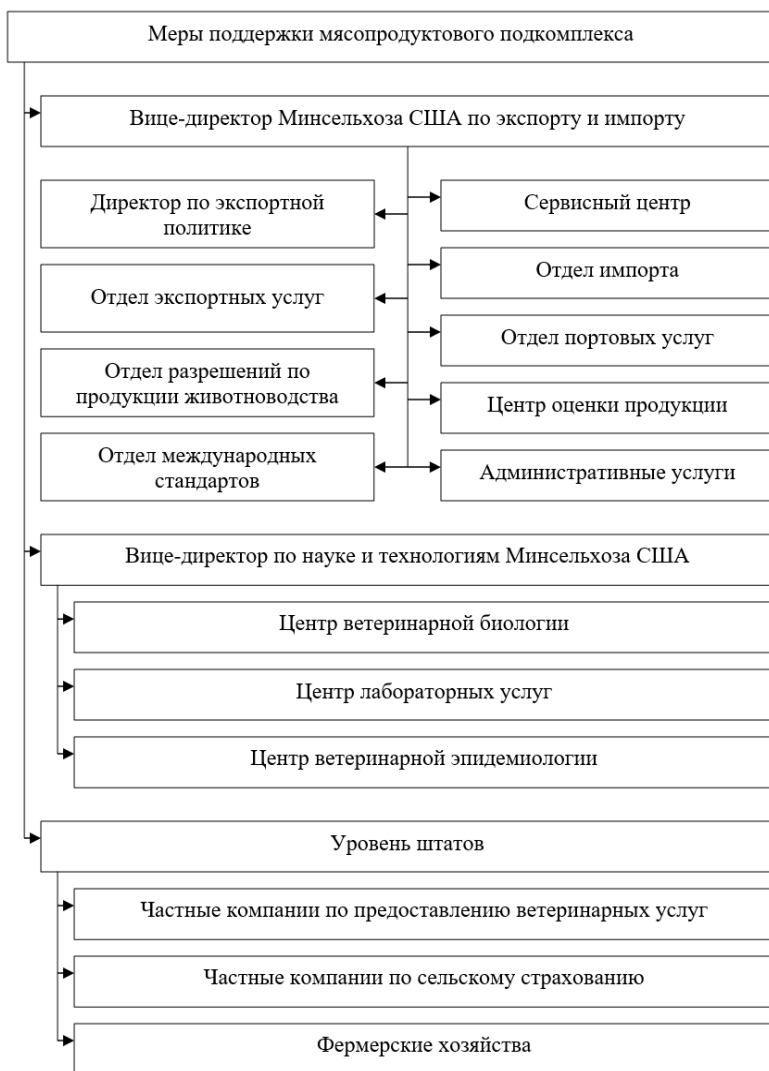 Меры поддержки мясопродуктового подкомплекса
Вице-директор Минсельхоза США по экспорту и импорту
Директор по экспортной
политике
Сервисный центр
Отдел импорта
Отдел экспортных услуг
Отдел портовых услуг
Отдел разрешений по
продукции животноводства
Центр оценки продукции
Отдел международных
стандартов
Административные услуги
Вице-директор по науке и технологиям Минсельхоза США
Центр ветеринарной биологии
Центр лабораторных услуг
Центр ветеринарной эпидемиологии
Уровень штатов
Частные компании по предоставлению ветеринарных услуг
Частные компании по сельскому страхованию
Фермерские хозяйства